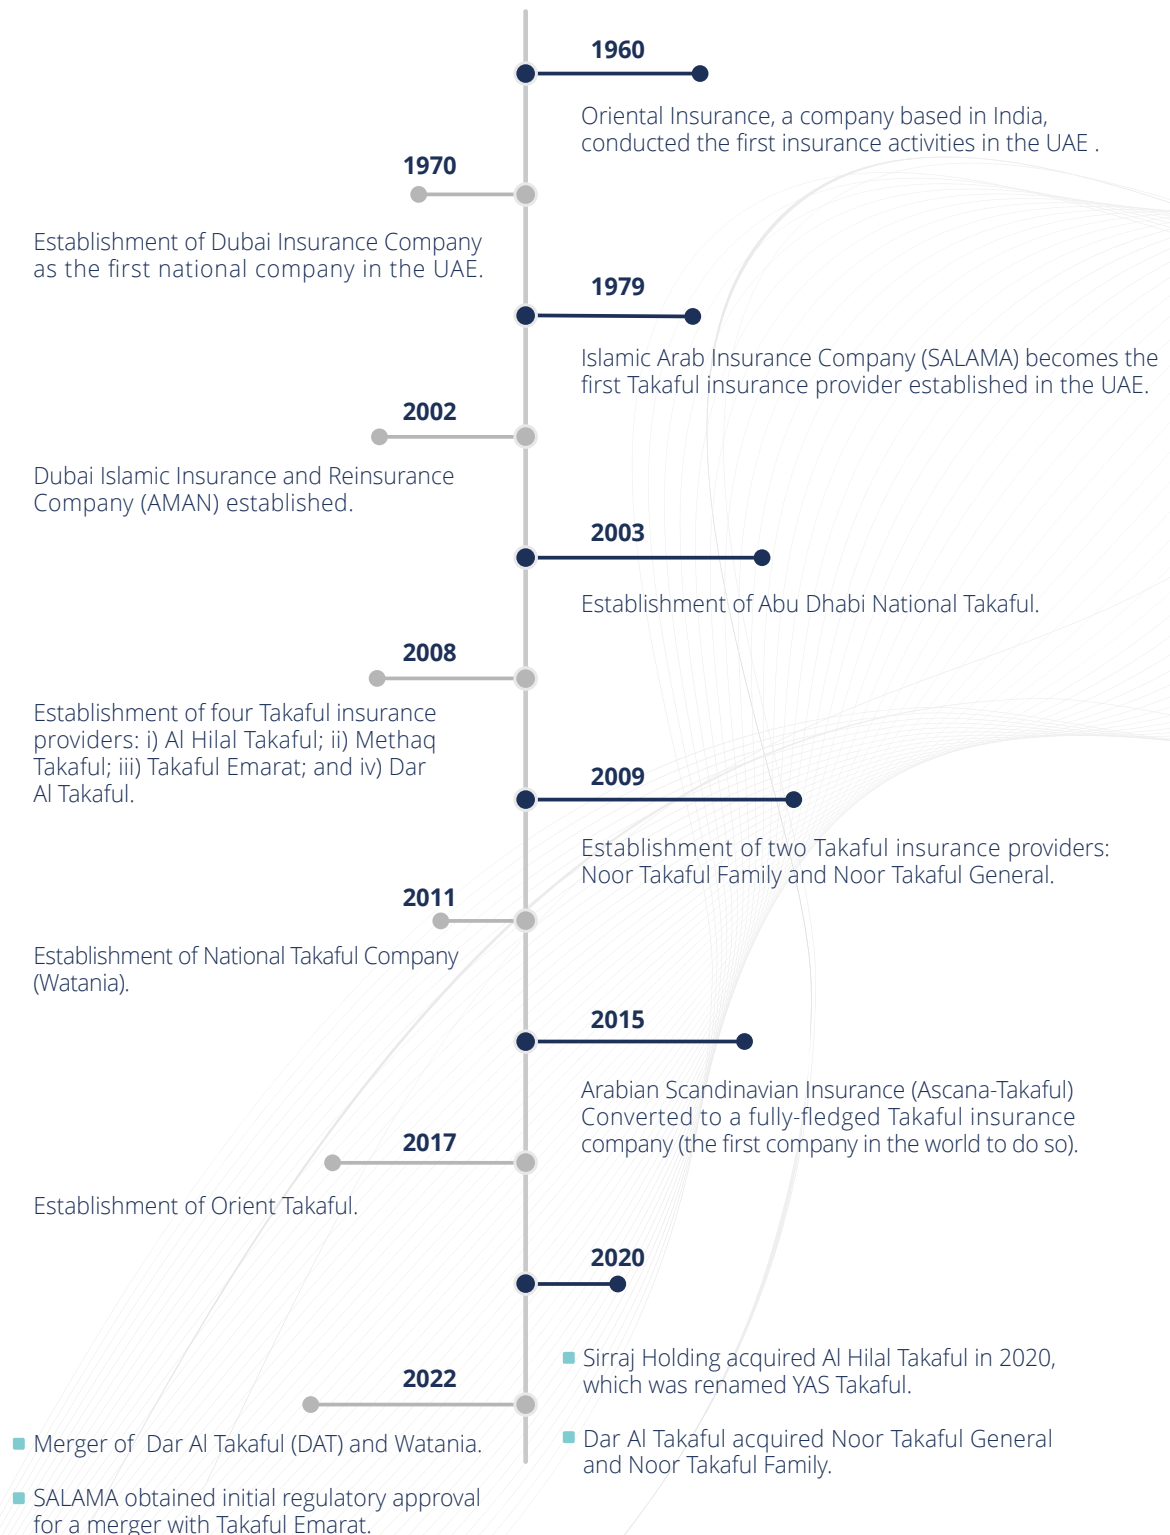 1960
Oriental Insurance, a company based in India,
conducted the first insurance activities in the UAE .
1970
Establishment of Dubai Insurance Company
as the first national company in the UAE.
1979
Islamic Arab Insurance Company (SALAMA) becomes the
first Takaful insurance provider established in the UAE.
2002
Dubai Islamic Insurance and Reinsurance
Company (AMAN) established.
2003
Establishment of Abu Dhabi National Takaful.
2008
Establishment of four Takaful insurance
providers: i) Al Hilal Takaful; ii) Methaq
Takaful; iii) Takaful Emarat; and iv) Dar
Al Takaful.
2009
Establishment of two Takaful insurance providers:
Noor Takaful Family and Noor Takaful General.
2011
Establishment of National Takaful Company
(Watania).
2015
Arabian Scandinavian Insurance (Ascana-Takaful)
Converted to a fully-fledged Takaful insurance
company (the first company in the world to do so).
2017
Establishment of Orient Takaful.
2020
Sirraj Holding acquired Al Hilal Takaful in 2020,
which was renamed YAS Takaful.
Dar Al Takaful acquired Noor Takaful General
and Noor Takaful Family.
2022
Merger of Dar Al Takaful (DAT) and Watania.
SALAMA obtained initial regulatory approval
for a merger with Takaful Emarat.